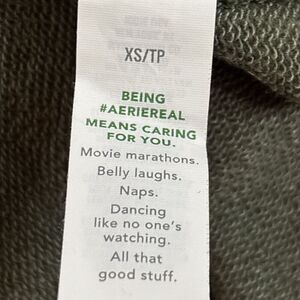 XS/TP
BEING
#AERIEREAL
MEANS CARING
FOR YOU.
Movie marathons.
Belly laughs.
Naps.
Dancing
like no one's
watching.
All that
good stuff.